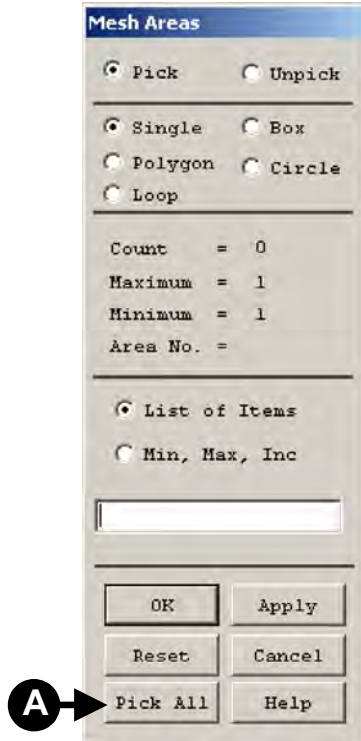 Mesh Areas
Pick Unpick
Single Box
Polygon Circle
Loop
Count = 0
Maximum = 1
Minimum = 1
Area No. =
List of Items
Min, Max, Inc
OK Apply
Reset Cancel
A Pick All Help